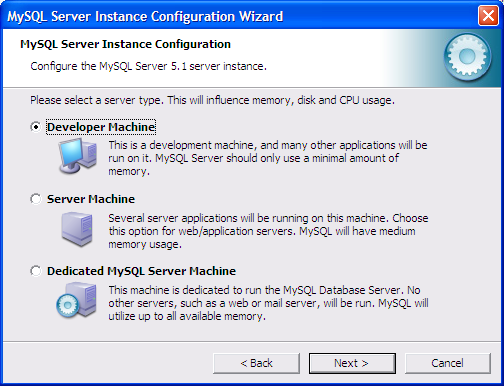 MySQL Server Instance Configuration Wizard
MySQL Server Instance Configuration
Configure the MySQL Server 5.1 server instance.
Please select a server type. This will influence memory, disk and CPU usage.
Developer Machine
This is a development machine, and many other applications will be
run on it. MySQL Server should only use a minimal amount of
memory.
Server Machine
Several server applications will be running on this machine. Choose
this option for web/application servers. MySQL will have medium
memory usage.
Dedicated MySQL Server Machine
This machine is dedicated to run the MySQL Database Server. No
other servers, such as a web or mail server, will be run. MySQL will
utilize up to all available memory.
< Back
Next >
Cancel